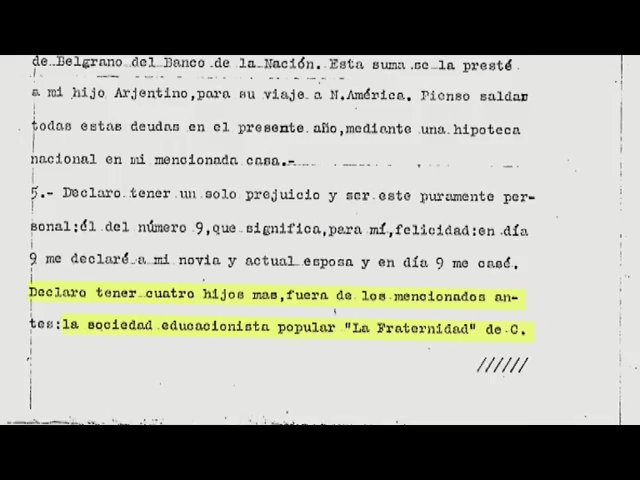 de Belgrano del Banco de la Nación. Esta suma se la presté
a mi hijo Arjentino,para su viaje a N.América. Pienso saldar
todas estas deudas en el presente año,mediante una hipoteca
nacional en mi mencionada casa.-
5.- Declaro tener un solo prejuicio y ser este puramente per-
sonal:él del número 9,que significa,para mí,felicidad:en día
9 me declaré a mi novia y actual esposa y en día 9 me casé.
Declaro tener cuatro hijos mas,fuera de los mencionados an-
tes:la sociedad educacionista popular "La Fraternidad" de C.
//////